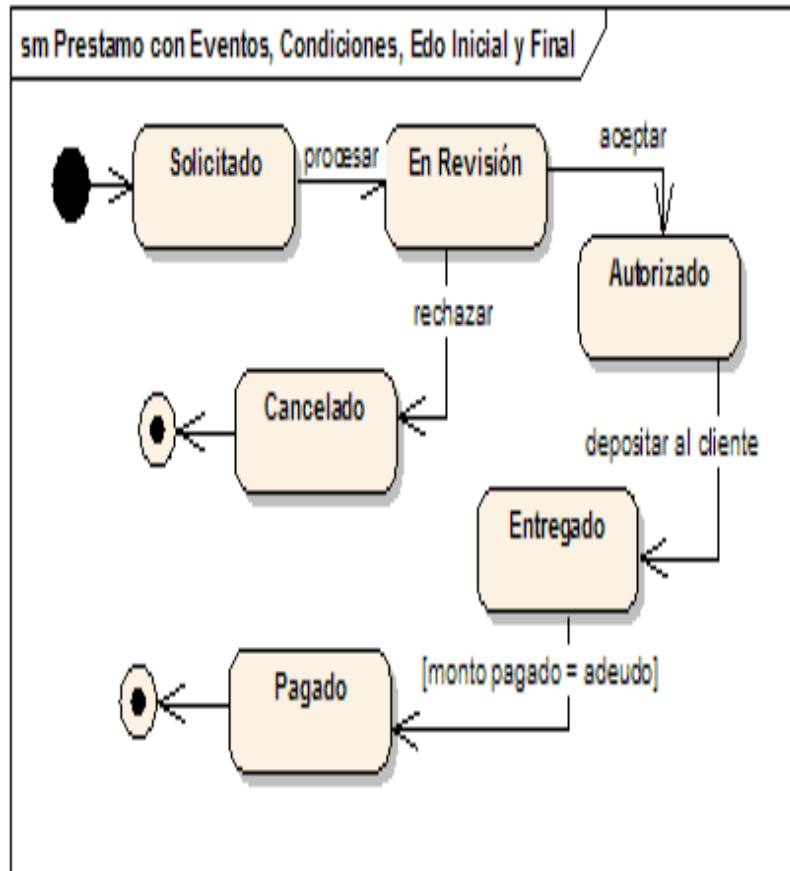 sm Prestamo con Eventos, Condiciones, Edo Inicial y Final
Solicitado
procesar
En Revisión
aceptar
Autorizado
rechazar
Cancelado
depositar al cliente
Entregado
[monto pagado = adeudo]
Pagado